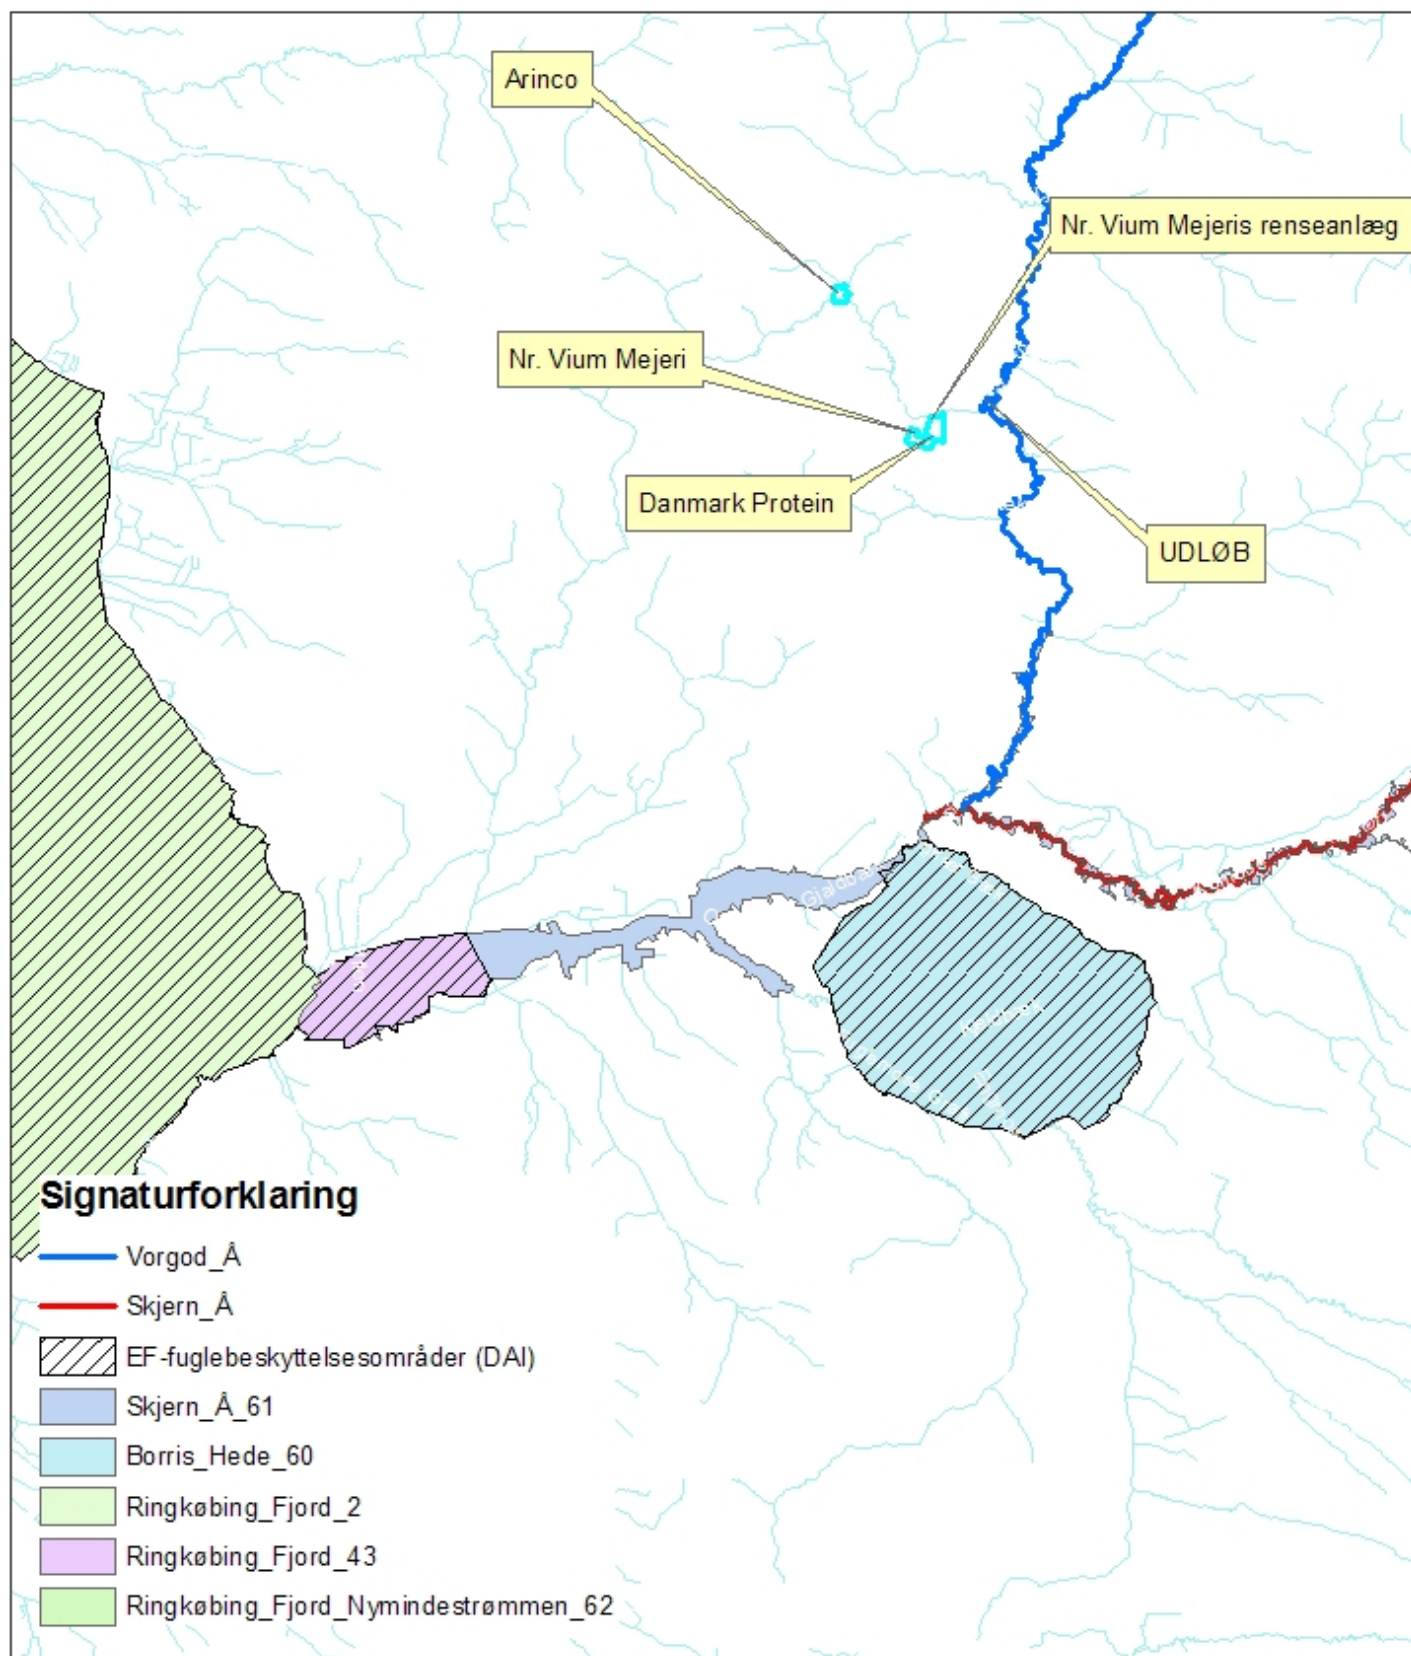 Arinco
Nr. Vium Mejeris renseanlæg
Nr. Vium Mejeri
Danmark Protein
UDLØB
Signaturforklaring
Vorgod_Å
Skjern_Å
EF-fuglebeskyttelsesområder (DAI)
Skjern_Å_61
Borris_Hede_60
Ringkøbing_Fjord_2
Ringkøbing_Fjord_43
Ringkøbing_Fjord_Nymindestrømmen_62